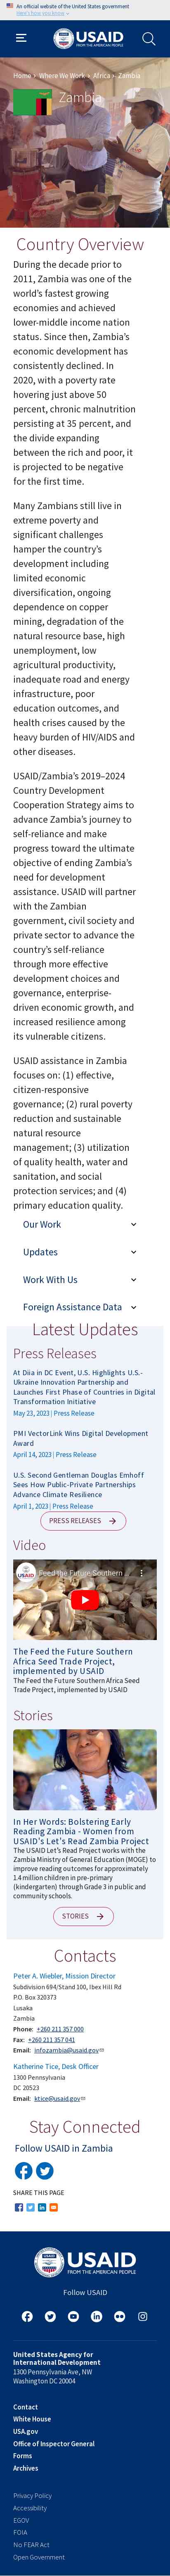 An official website of the United States government
Here's how you know
USAID
FROM THE AMERICAN PEOPLE
Home > Where We Work > Africa > Zambia
Zambia
Country Overview
During the decade prior to
2011, Zambia was one of the
world's fastest growing
economies and achieved
lower-middle income nation
status. Since then, Zambia's
economic development has
consistently declined. In
2020, with a poverty rate
hovering just above 50
percent, chronic malnutrition
persisting at 35 percent, and
the divide expanding
between the rich and poor, it
is projected to be negative
for the first time.
Many Zambians still live in
extreme poverty and
significant challenges
hamper the country's
development including
economic diversification,
ongoing
dependence on copper
mining, degradation of the
natural resource base, high
unemployment, low
agricultural productivity,
inadequate road and energy
infrastructure, poor
education outcomes, and
health crises caused by the
heavy burden of HIV/AIDS and
other diseases.
USAID/Zambia's 2019–2024
Country Development
Cooperation Strategy aims to
advance Zambia's journey to
self-reliance and make
progress toward the ultimate
objective of ending Zambia's
need for development
assistance. USAID will partner
with the Zambian
government, civil society and
private sector to advance the
country's self-reliance
through more effective
development choices and
governance, enterprise-
driven economic growth, and
increased resilience among
its vulnerable citizens.
USAID assistance in Zambia
focuses on: (1) effective,
citizen-responsive
governance; (2) rural poverty
reduction and sustainable
natural resource
management; (3) utilization
of quality health, water and
sanitation, and social
protection services; and (4)
primary education quality.
Our Work
Updates
Work With Us
Foreign Assistance Data
Latest Updates
Press Releases
At Diia in DC Event, U.S. Highlights U.S.-
Ukraine Innovation Partnership and
Launches First Phase of Countries in Digital
Transformation Initiative
May 23, 2023 | Press Release
PMI VectorLink Wins Digital Development
Award
April 14, 2023 | Press Release
U.S. Second Gentleman Douglas Emhoff
Sees How Public-Private Partnerships
Advance Climate Resilience
April 1, 2023 | Press Release
PRESS RELEASES
Video
Feed the Future Southern ...
The Feed the Future Southern
Africa Seed Trade Project,
implemented by USAID
The Feed the Future Southern Africa Seed
Trade Project, implemented by USAID
Stories
In Her Words: Bolstering Early
Reading Zambia - Women from
USAID's Let's Read Zambia Project
The USAID Let's Read Project works with the
Zambia Ministry of General Education (MOGE) to
improve reading outcomes for approximately
1.4 million children in pre-primary
(kindergarten) through Grade 3 in public and
community schools.
STORIES
Contacts
Peter A. Wiebler, Mission Director
Subdivision 694/Stand 100, Ibex Hill Rd
P.O. Box 320373
Lusaka
Zambia
Phone: +260 211 357 000
Fax: +260 211 357 041
Email: infozambia@usaid.gov
Katherine Tice, Desk Officer
1300 Pennsylvania
DC 20523
Email: ktice@usaid.gov
Stay Connected
Follow USAID in Zambia
SHARE THIS PAGE
USAID
FROM THE AMERICAN PEOPLE
Follow USAID
United States Agency for
International Development
1300 Pennsylvania Ave, NW
Washington DC 20004
Contact
White House
USA.gov
Office of Inspector General
Forms
Archives
Privacy Policy
Accessibility
EGOV
FOIA
No FEAR Act
Open Government